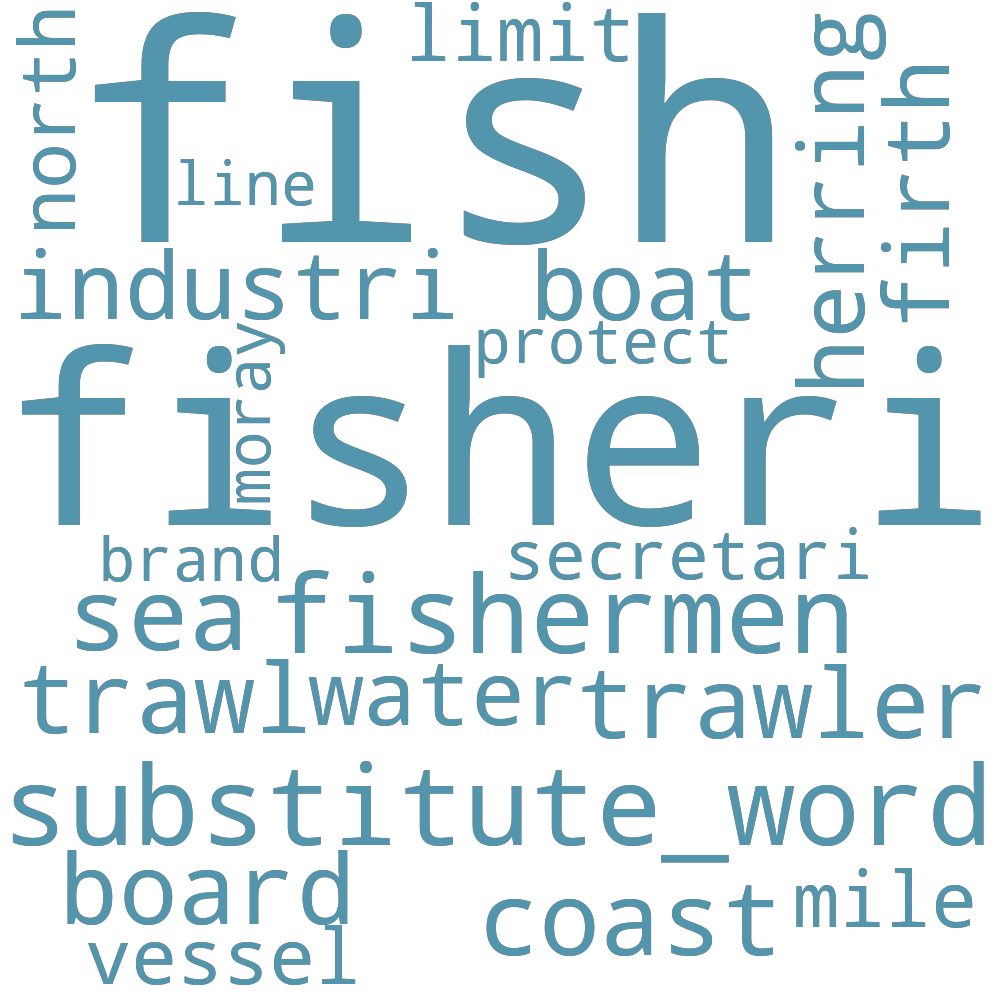 north
fish
limit
herring
firth
line
industri
boat
protect
moray
fisheri
brand
secretari
sea
fishermen
trawl
water
trawler
substitute_word
board
coast
mile
vessel